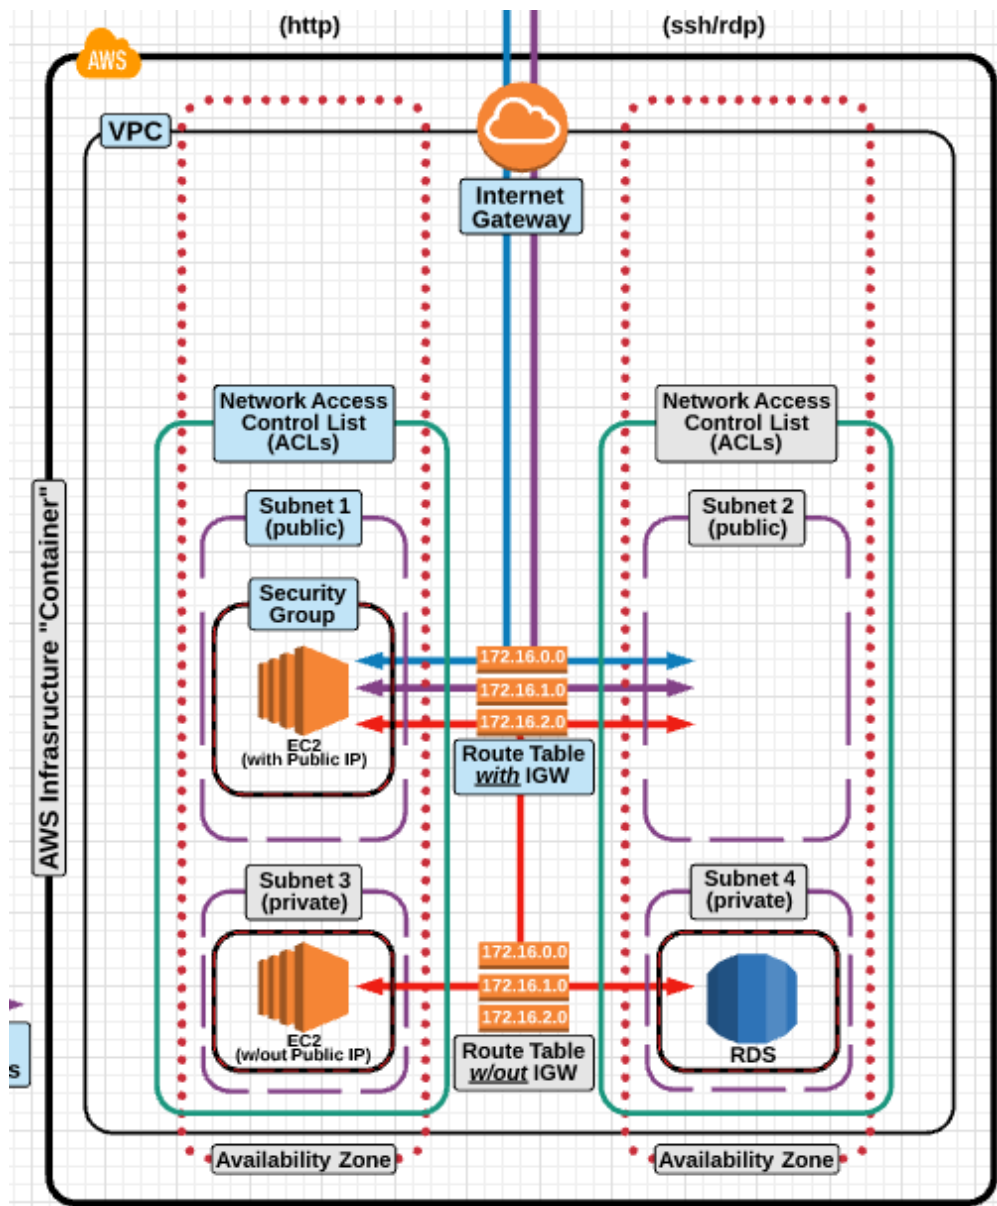 (http)
(ssh/rdp)
AWS
VPC
Internet
Gateway
Network Access
Control List
(ACLs)
Network Access
Control List
(ACLs)
AWS Infrasructure "Container"
Subnet 1
(public)
Subnet 2
(public)
Security
Group
172.16.0.0
172.16.1.0
172.16.2.0
EC2
(with Public IP)
Route Table
with IGW
Subnet 3
(private)
Subnet 4
(private)
172.16.0.0
172.16.1.0
172.16.2.0
EC2
(w/out Public IP)
Route Table
w/out IGW
RDS
s
Availability Zone
Availability Zone